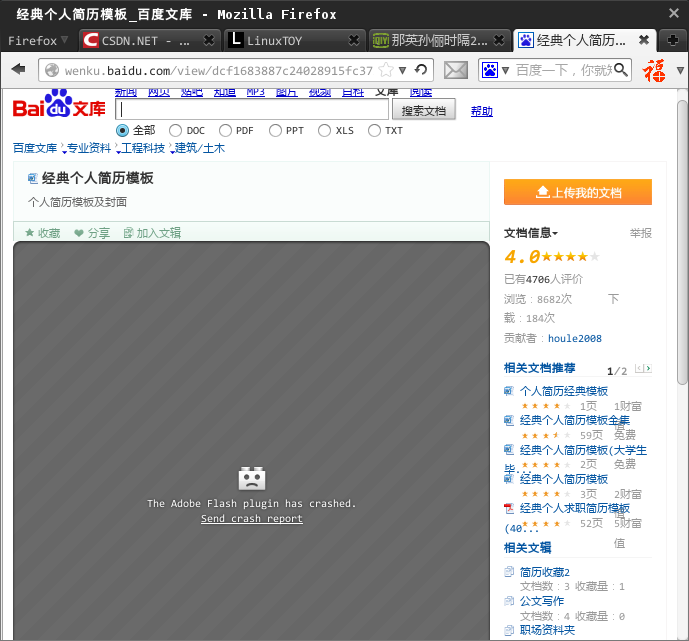 经典个人简历模板_百度文库 - Mozilla Firefox
Firefox
CSDN.NET - ...
LinuxTOY
QIYI 那英孙俪时隔2...
经典个人简历...
wenku.baidu.com/view/dcf1683887c24028915fc37
百度一下，你就知
福
新闻 网页 贴吧 知道 MP3 图片 视频 百科 文库 阅读
Bai du 文库
搜索文档
帮助
全部 DOC PDF PPT XLS TXT
百度文库 专业资料 工程科技 建筑/土木
经典个人简历模板
个人简历模板及封面
收藏 分享 加入文辑
The Adobe Flash plugin has crashed.
Send crash report
上传我的文档
文档信息 举报
4.0
已有4706人评价
浏览：8682次 下
载：184次
贡献者：houle2008
相关文档推荐 1/2
个人简历经典模板
1页 1财富
值
经典个人简历模板全集
59页 免费
经典个人简历模板(大学生
毕...
2页 免费
经典个人简历模板
3页 2财富
值
经典个人求职简历模板
(40...
52页 5财富
值
相关文辑
简历收藏2
文档数：3 收藏量：1
公文写作
文档数：4 收藏量：0
职场资料夹